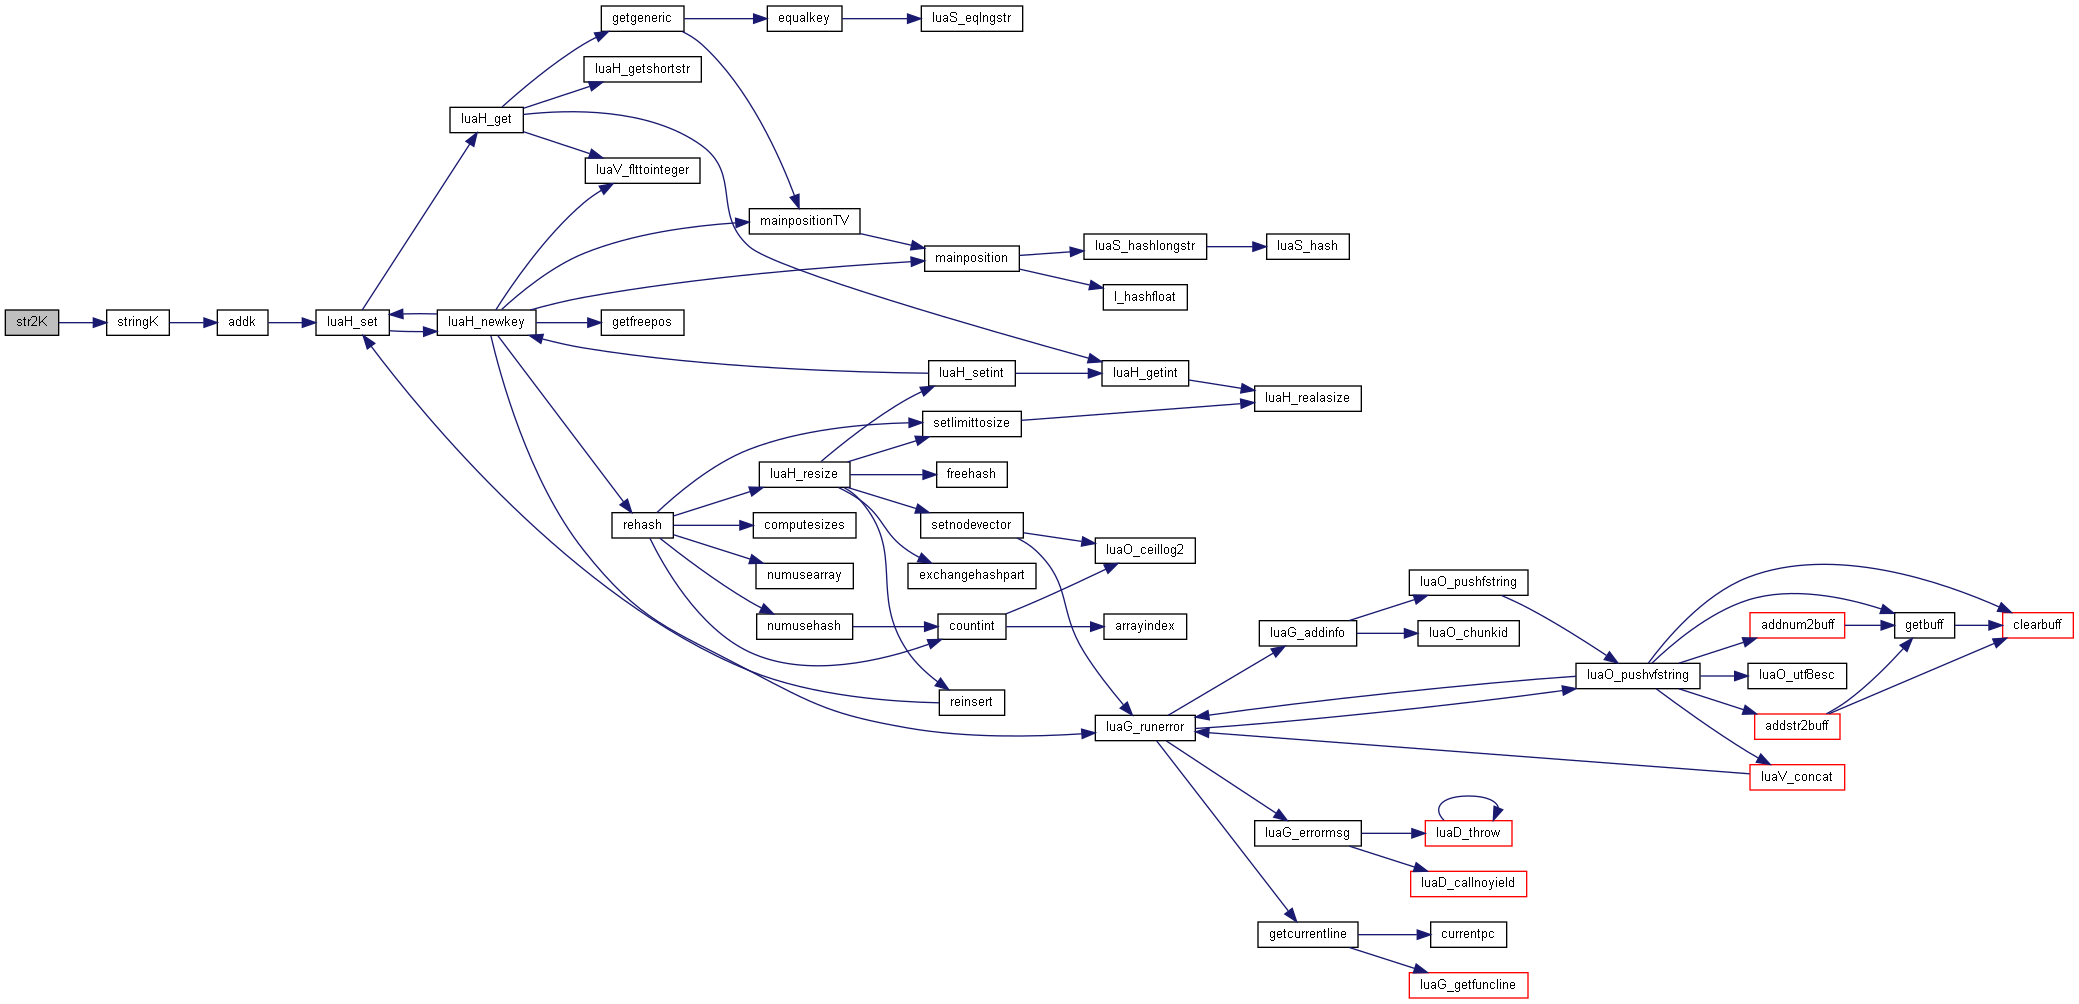 getgeneric
equalkey
luaS_eqlngstr
luaH_getshortstr
luaH_get
luaV_flttointeger
mainpositionTV
mainposition
luaS_hashlongstr
luaS_hash
l_hashfloat
str2K
stringK
addk
luaH_set
luaH_newkey
getfreepos
luaH_setint
luaH_getint
luaH_realasize
setlimittosize
luaH_resize
freehash
rehash
computesizes
setnodevector
luaO_ceillog2
numusearray
exchangehashpart
numusehash
countint
arrayindex
reinsert
luaO_pushfstring
luaG_addinfo
luaO_chunkid
addnum2buff
getbuff
clearbuff
luaO_pushvfstring
luaO_utf8esc
luaG_runerror
addstr2buff
luaV_concat
luaG_errormsg
luaD_throw
luaD_callnoyield
getcurrentline
currentpc
luaG_getfuncline